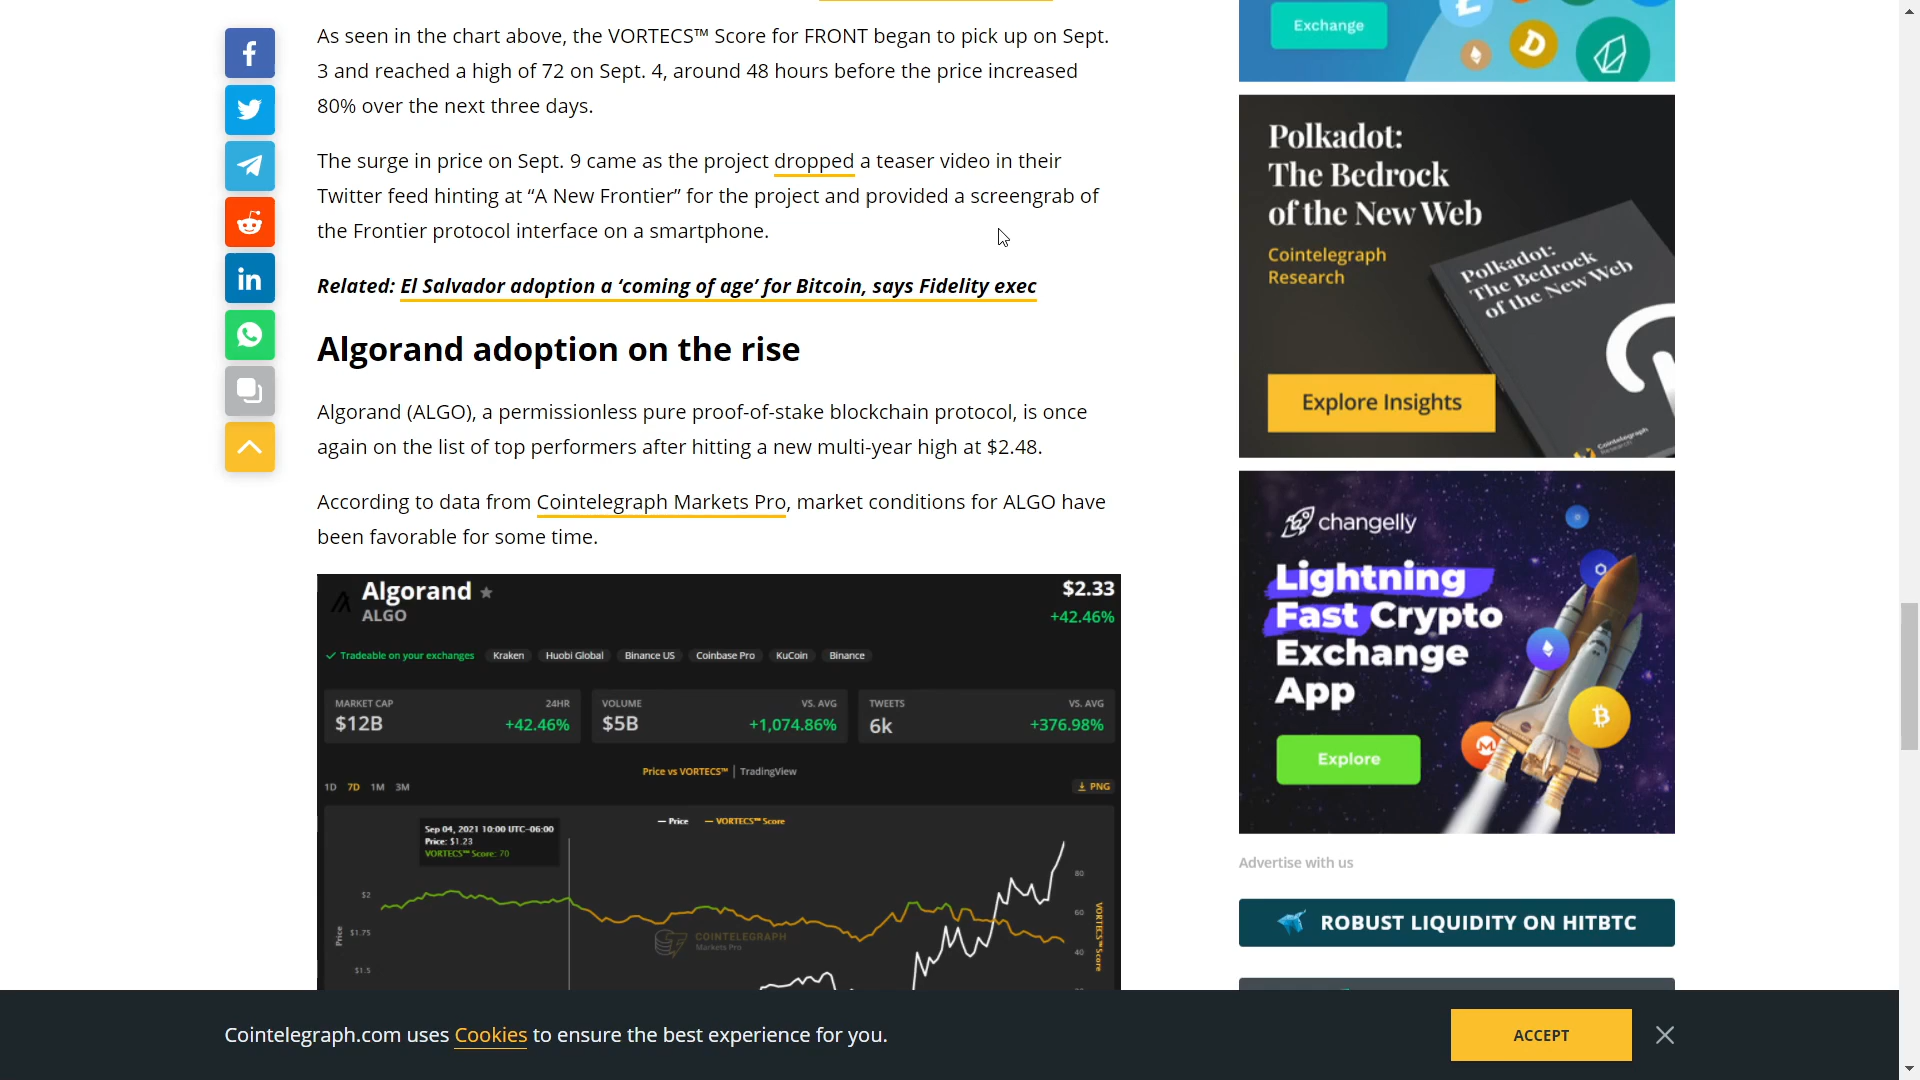 As seen in the chart above, the VORTECS™ Score for FRONT began to pick up on Sept.
3 and reached a high of 72 on Sept. 4, around 48 hours before the price increased
80% over the next three days.
The surge in price on Sept. 9 came as the project dropped a teaser video in their
Twitter feed hinting at “A New Frontier” for the project and provided a screengrab of
the Frontier protocol interface on a smartphone.
Related: El Salvador adoption a ‘coming of age’ for Bitcoin, says Fidelity exec
Algorand adoption on the rise
Algorand (ALGO), a permissionless pure proof-of-stake blockchain protocol, is once
again on the list of top performers after hitting a new multi-year high at $2.48.
According to data from Cointelegraph Markets Pro, market conditions for ALGO have
been favorable for some time.
Algorand
ALGO
$2.33
+42.46%
Tradeable on your exchanges Kraken Huobi Global Binance US Coinbase Pro KuCoin Binance
MARKET CAP 24HR
$12B +42.46%
VOLUME VS. AVG
$5B +1,074.86%
TWEETS VS. AVG
6k +376.98%
Price vs VORTECS™ | TradingView
1D 7D 1M 3M
PNG
Price VORTECS™ Score
Sep 04, 2021 10:00 UTC-06:00
Price: $1.23
VORTECS™ Score: 70
$2
$1.75
$1.5
Price
80
60
40
VORTECS™ Score
COINTELEGRAPH
Markets Pro
Exchange
Polkadot:
The Bedrock
of the New Web
Cointelegraph
Research
Polkadot:
The Bedrock
of the New Web
Cointelegraph
Research
Explore Insights
changelly
Lightning
Fast Crypto
Exchange
App
Explore
Advertise with us
ROBUST LIQUIDITY ON HITBTC
Cointelegraph.com uses Cookies to ensure the best experience for you.
ACCEPT